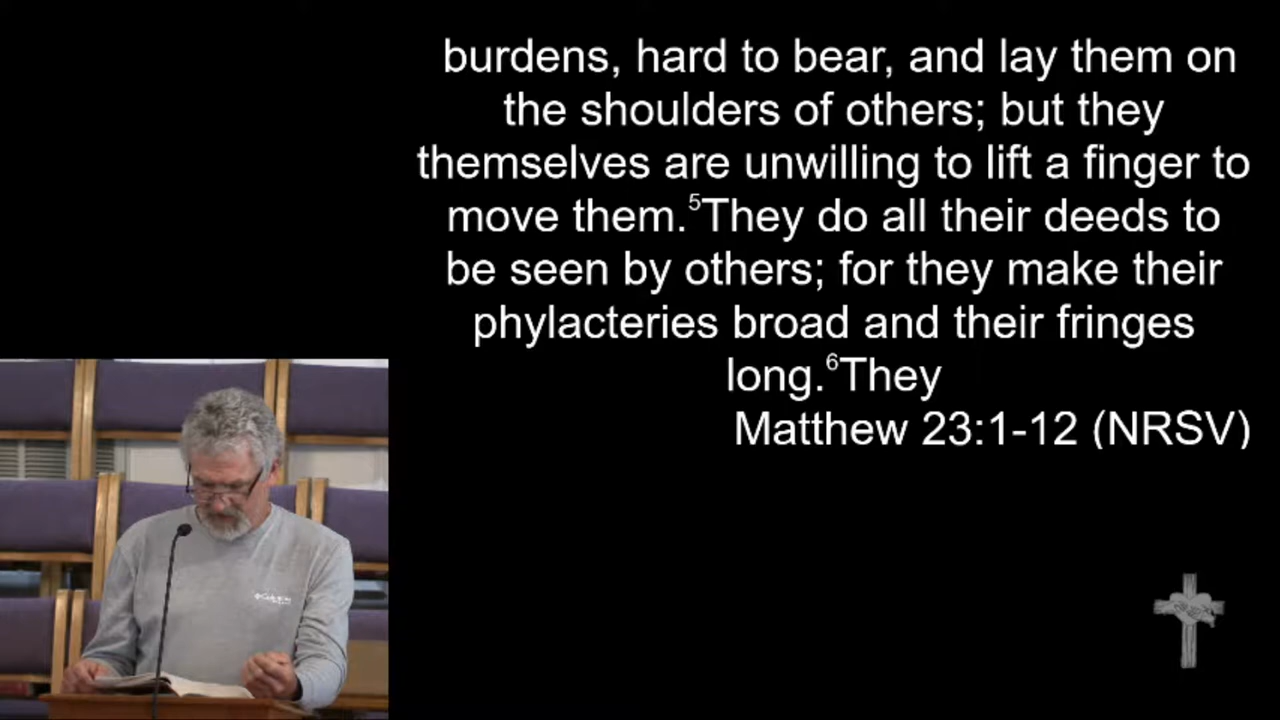 burdens, hard to bear, and lay them on
the shoulders of others; but they
themselves are unwilling to lift a finger to
move them.⁵They do all their deeds to
be seen by others; for they make their
phylacteries broad and their fringes
long.⁶They
Matthew 23:1-12 (NRSV)
Columbia